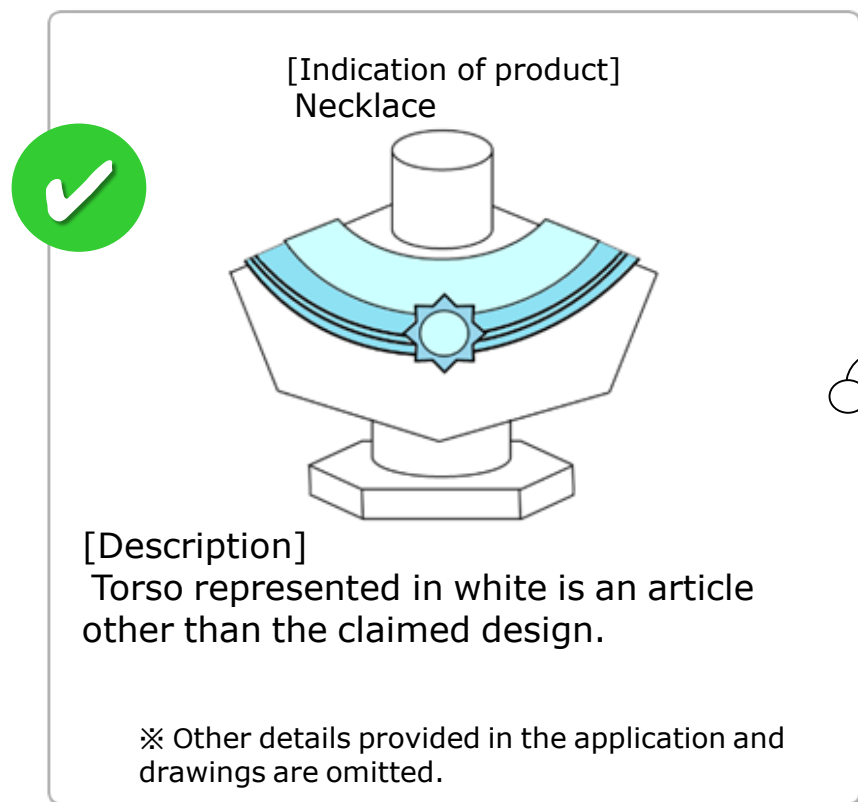 [Indication of product]
Necklace
[Description]
Torso represented in white is an article
other than the claimed design.
※ Other details provided in the application and
drawings are omitted.